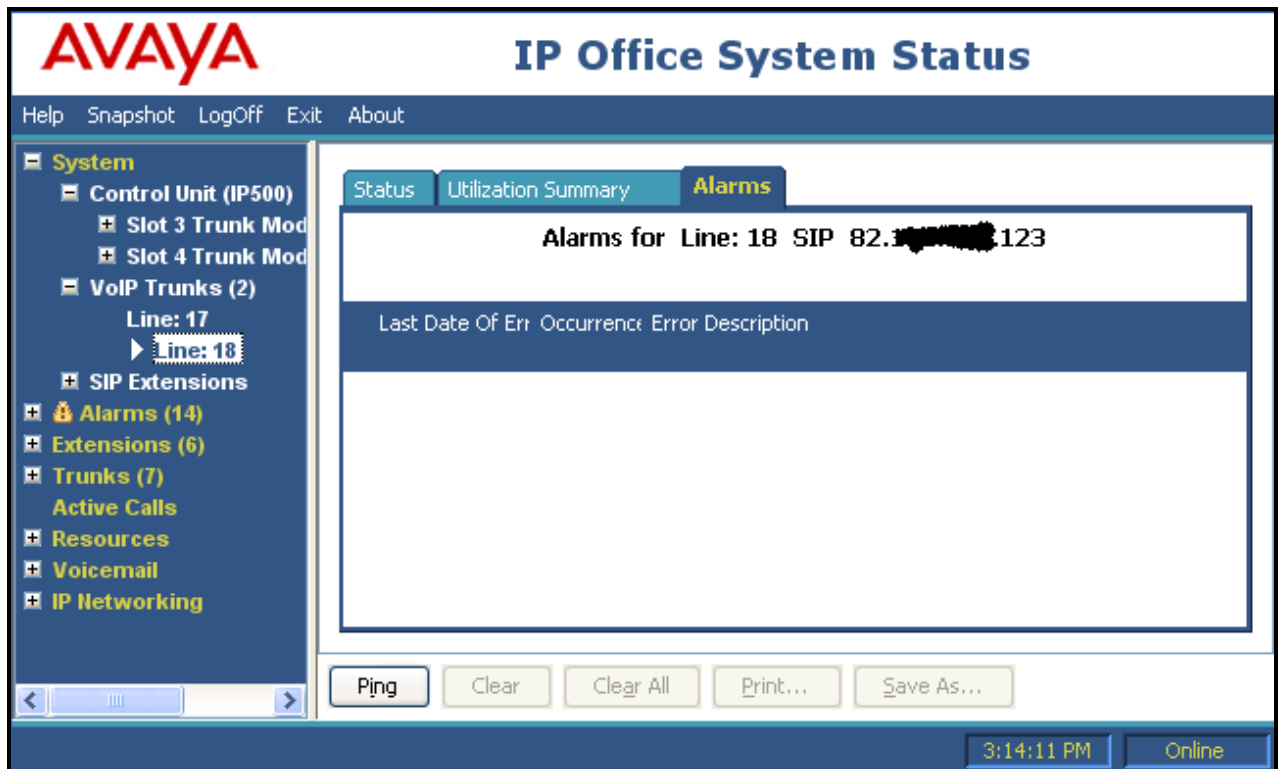 AVAYA
IP Office System Status
Help Snapshot LogOff Exit About
System
Control Unit (IP500)
Slot 3 Trunk Mod
Slot 4 Trunk Mod
VoIP Trunks (2)
Line: 17
Line: 18
SIP Extensions
Alarms (14)
Extensions (6)
Trunks (7)
Active Calls
Resources
Voicemail
IP Networking
Status Utilization Summary Alarms
Alarms for Line: 18 SIP 82.1 .123
Last Date Of Err Occurrence Error Description
Ping Clear Clear All Print... Save As...
3:14:11 PM Online